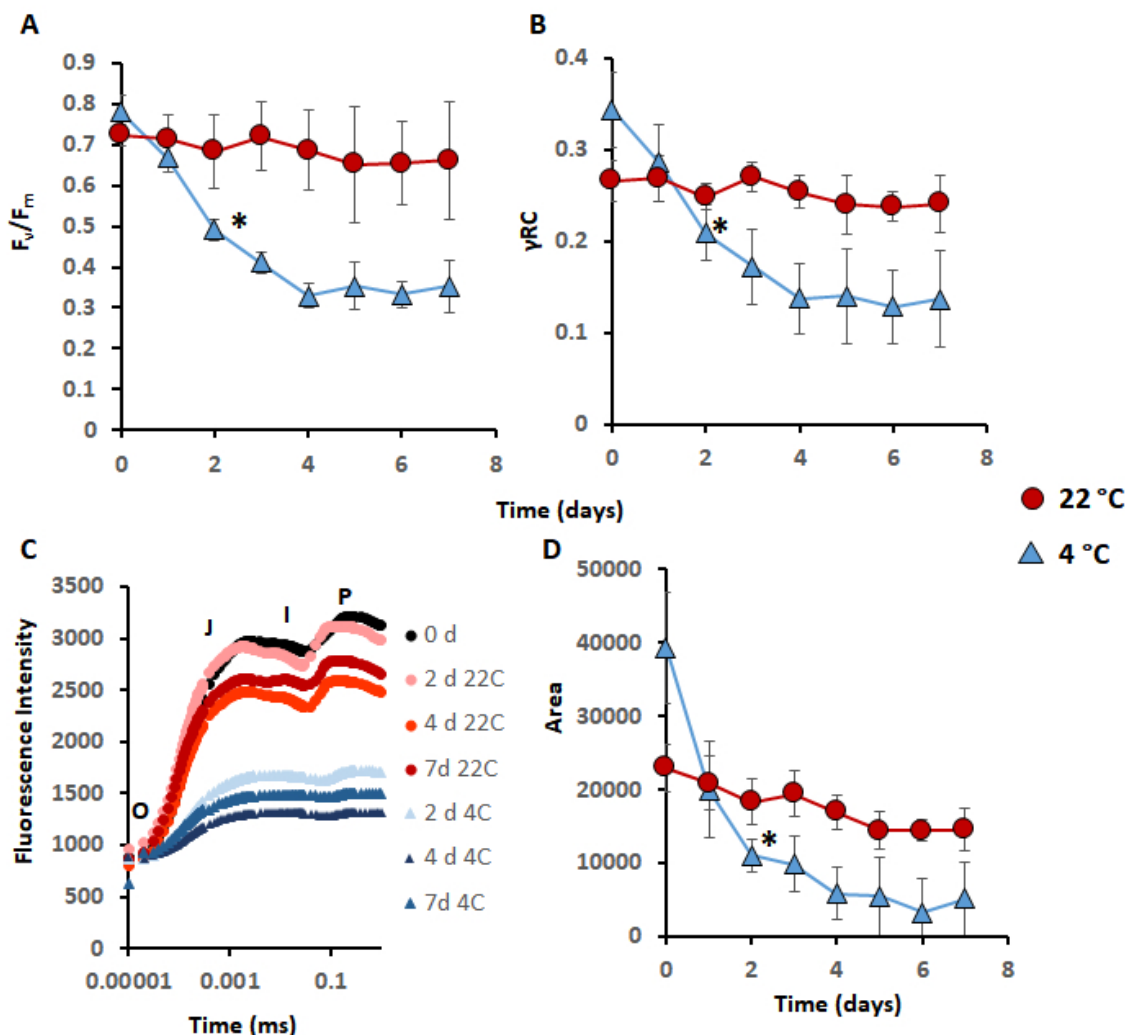 A
0.9
0.8
0.7
0.6
0.5
0.4
0.3
0.2
0.1
0
Fv/Fm
*
0 2 4 6 8
B
0.4
0.3
0.2
0.1
0
γRC
*
0 2 4 6 8
Time (days)
22 °C
4 °C
C
3500
3000
2500
2000
1500
1000
500
0
Fluorescence Intensity
O
J
I
P
0.00001 0.001 0.1
Time (ms)
0 d
2 d 22C
4 d 22C
7d 22C
2 d 4C
4 d 4C
7d 4C
D
50000
40000
30000
20000
10000
0
Area
*
0 2 4 6 8
Time (days)